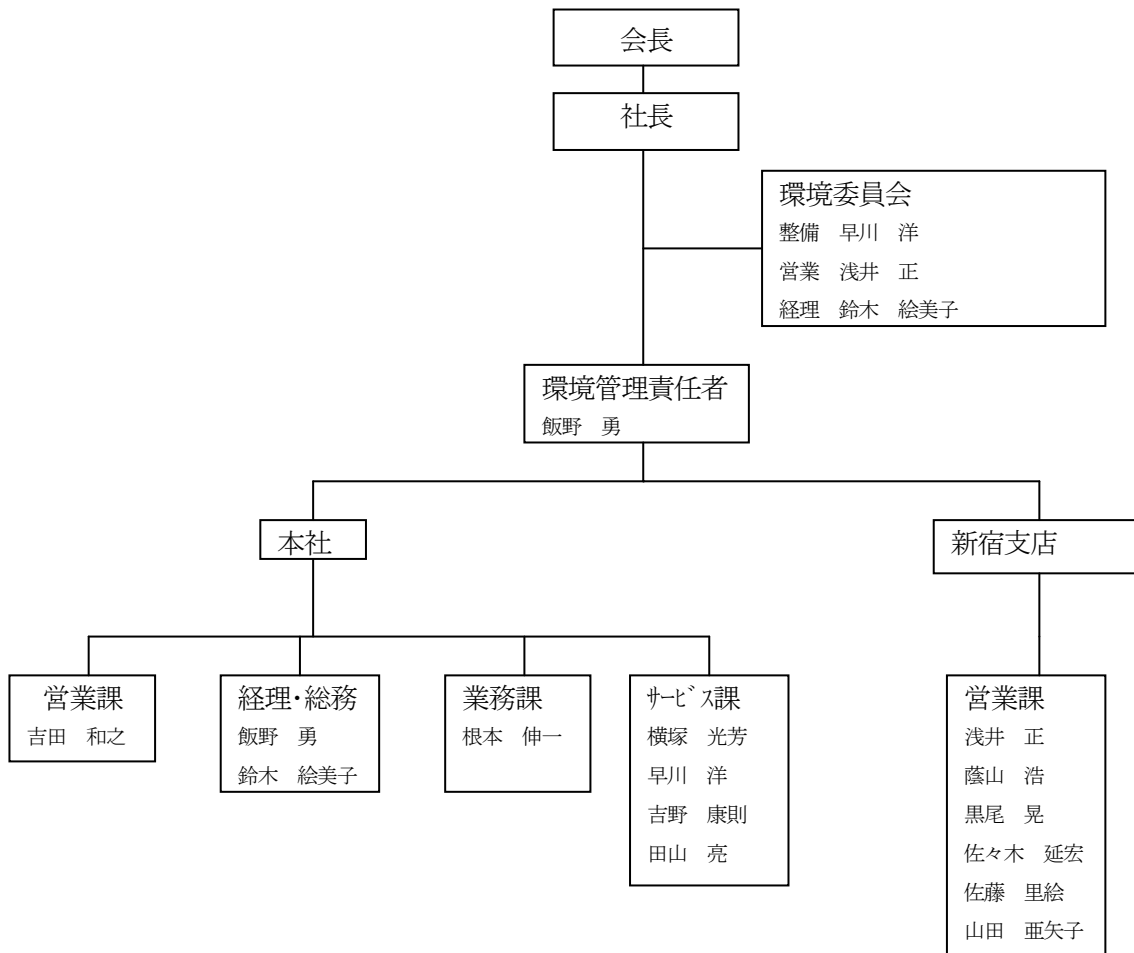 会長
社長
環境委員会
整備　早川　洋
営業　浅井　正
経理　鈴木　絵美子
環境管理責任者
飯野　勇
本社
新宿支店
営業課
吉田　和之
経理・総務
飯野　勇
鈴木　絵美子
業務課
根本　伸一
ｻｰﾋﾞｽ課
横塚　光芳
早川　洋
吉野　康則
田山　亮
営業課
浅井　正
蔭山　浩
黒尾　晃
佐々木　延宏
佐藤　里絵
山田　亜矢子